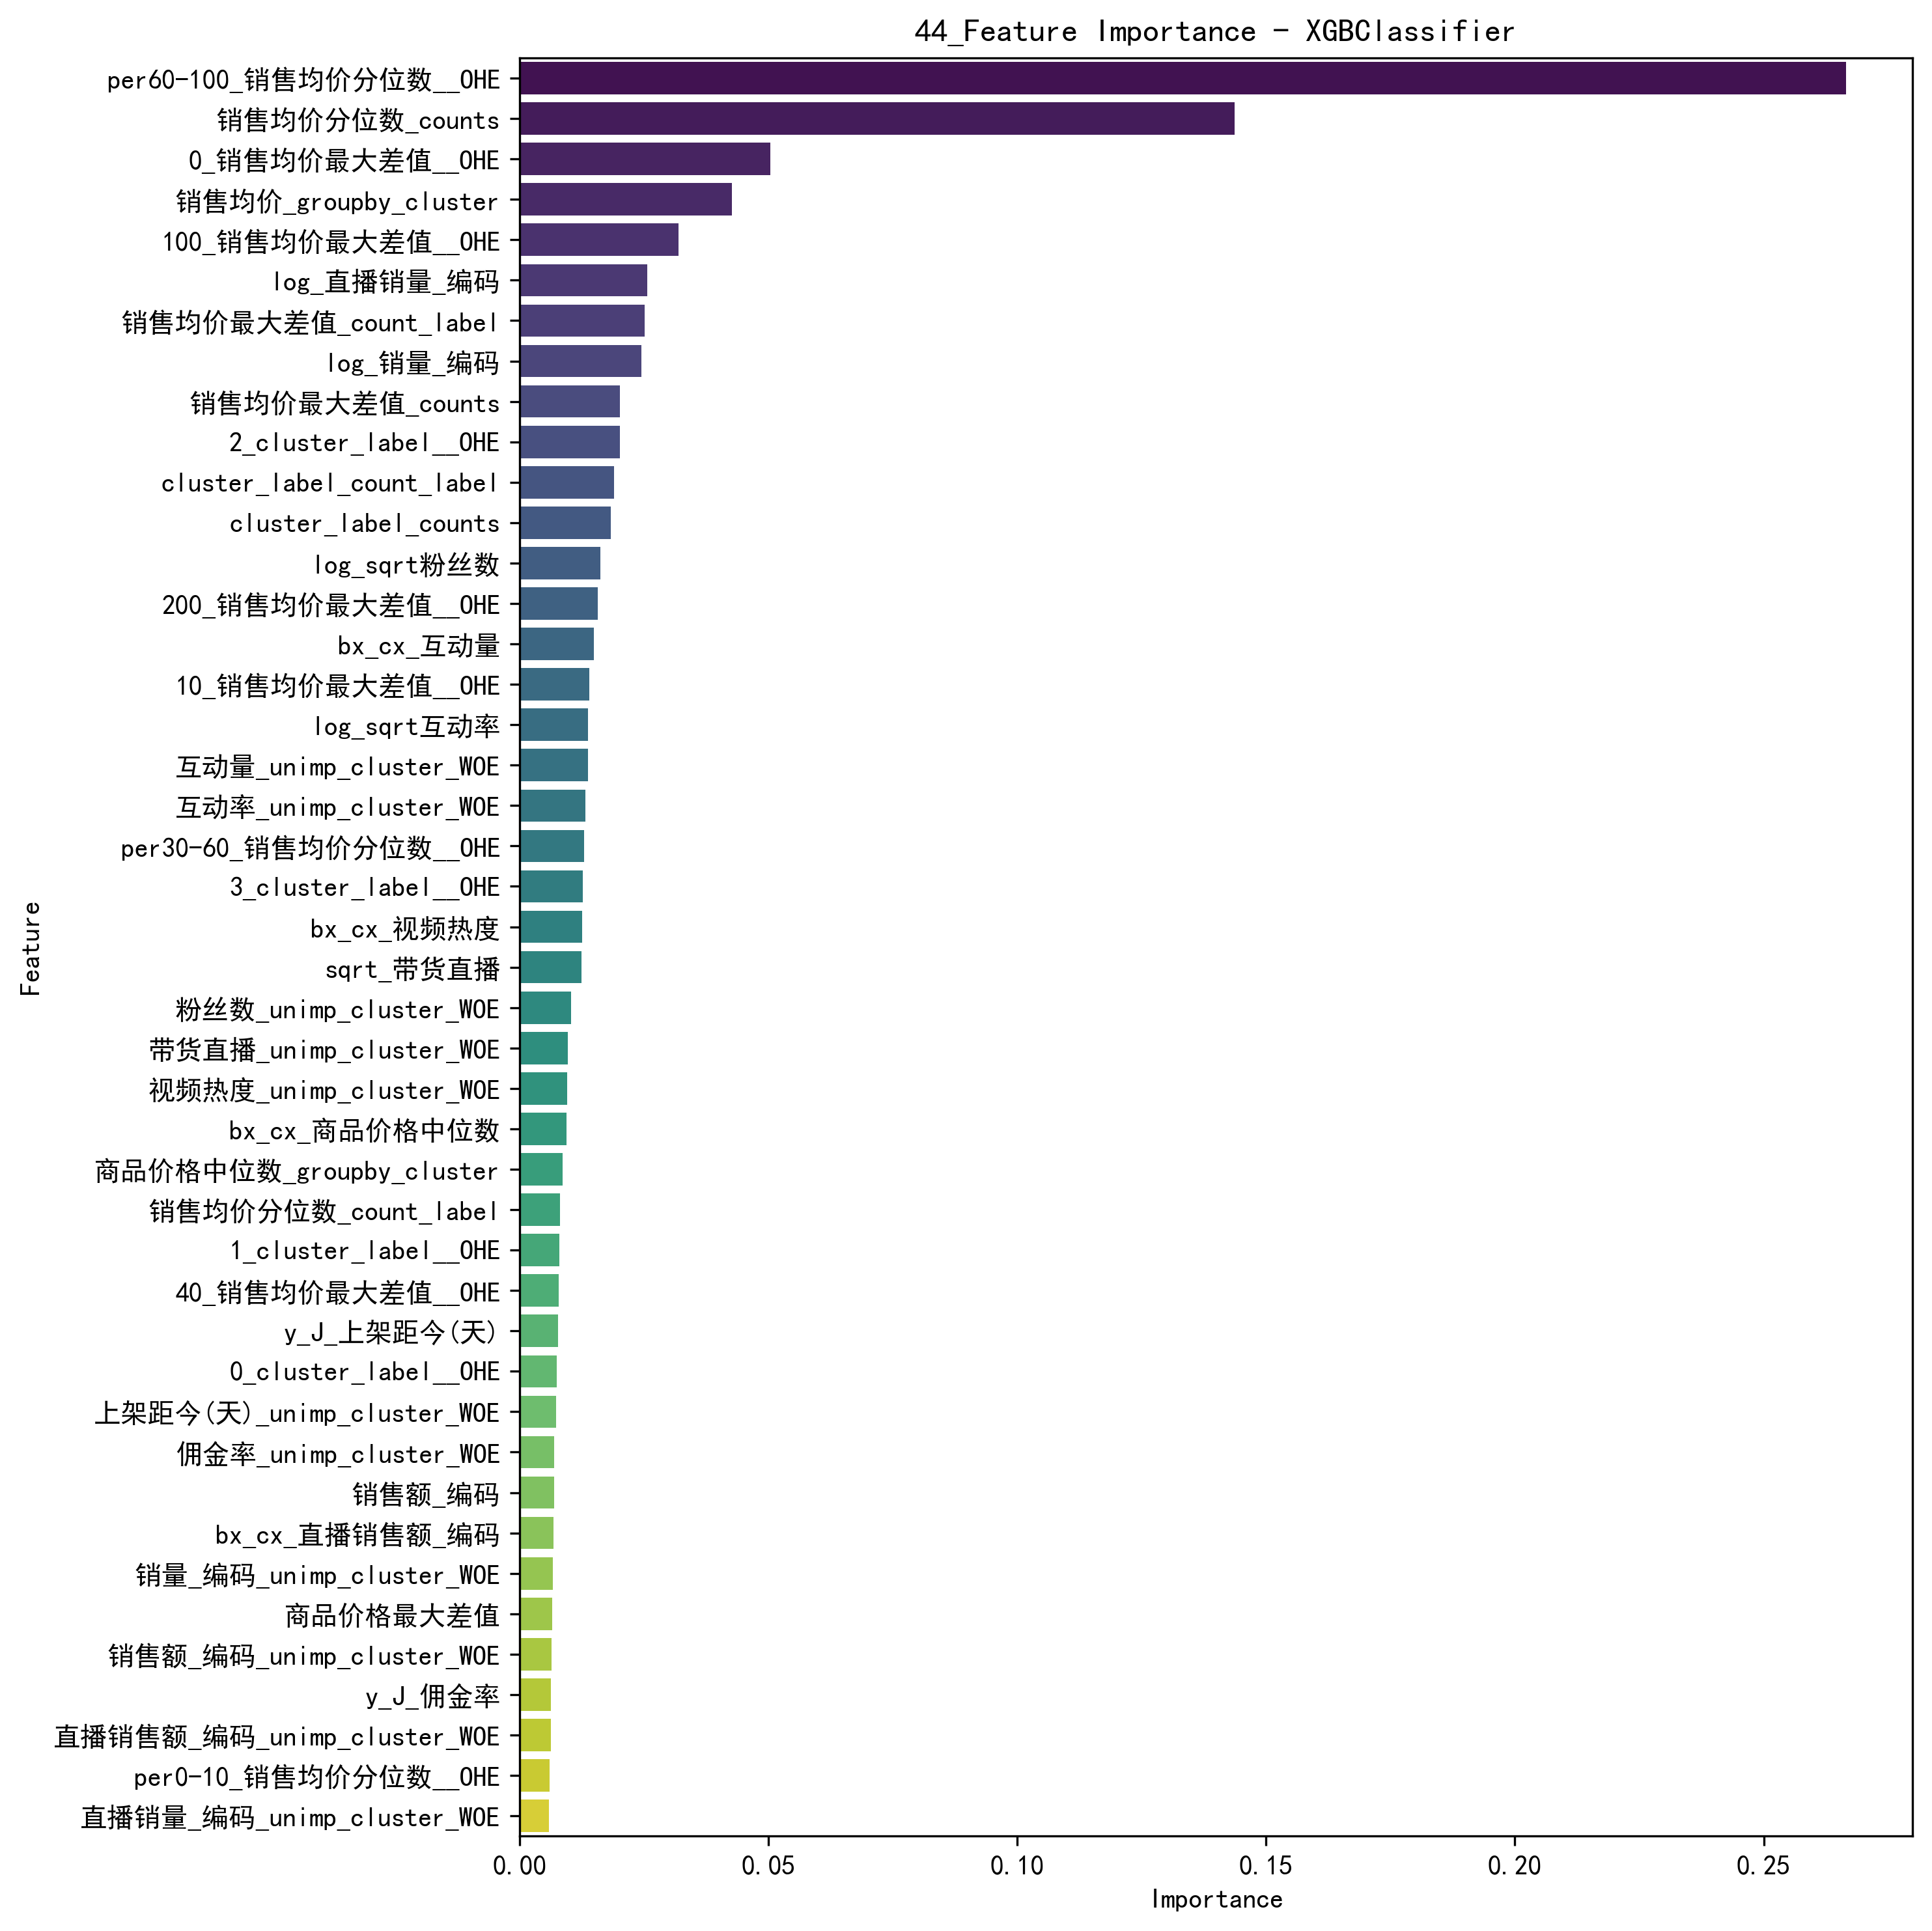 44_Feature Importance - XGBClassifier
per60-100_销售均价分位数__OHE
销售均价分位数_counts
0_销售均价最大差值__OHE
销售均价_groupby_cluster
100_销售均价最大差值__OHE
log_直播销量_编码
销售均价最大差值_count_label
log_销量_编码
销售均价最大差值_counts
2_cluster_label__OHE
cluster_label_count_label
cluster_label_counts
log_sqrt粉丝数
200_销售均价最大差值__OHE
bx_cx_互动量
10_销售均价最大差值__OHE
log_sqrt互动率
互动量_unimp_cluster_WOE
互动率_unimp_cluster_WOE
per30-60_销售均价分位数__OHE
3_cluster_label__OHE
bx_cx_视频热度
sqrt_带货直播
粉丝数_unimp_cluster_WOE
带货直播_unimp_cluster_WOE
视频热度_unimp_cluster_WOE
bx_cx_商品价格中位数
商品价格中位数_groupby_cluster
销售均价分位数_count_label
1_cluster_label__OHE
40_销售均价最大差值__OHE
y_J_上架距今(天)
0_cluster_label__OHE
上架距今(天)_unimp_cluster_WOE
佣金率_unimp_cluster_WOE
销售额_编码
bx_cx_直播销售额_编码
销量_编码_unimp_cluster_WOE
商品价格最大差值
销售额_编码_unimp_cluster_WOE
y_J_佣金率
直播销售额_编码_unimp_cluster_WOE
per0-10_销售均价分位数__OHE
直播销量_编码_unimp_cluster_WOE
Feature
0.00 0.05 0.10 0.15 0.20 0.25
Importance